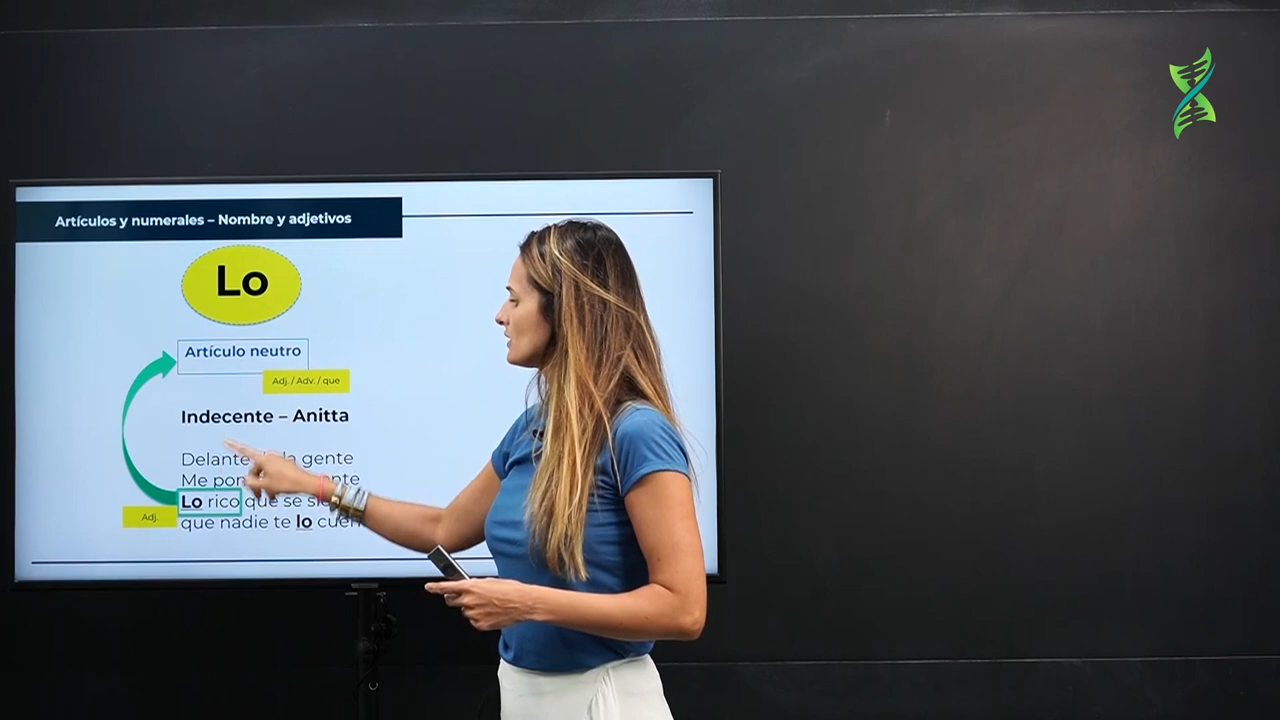 Artículos y numerales – Nombre y adjetivos
Lo
Artículo neutro
Adj. / Adv. / que
Indecente – Anitta
Delante la gente
Me
Lo rico que se
Adj.
que nadie te lo